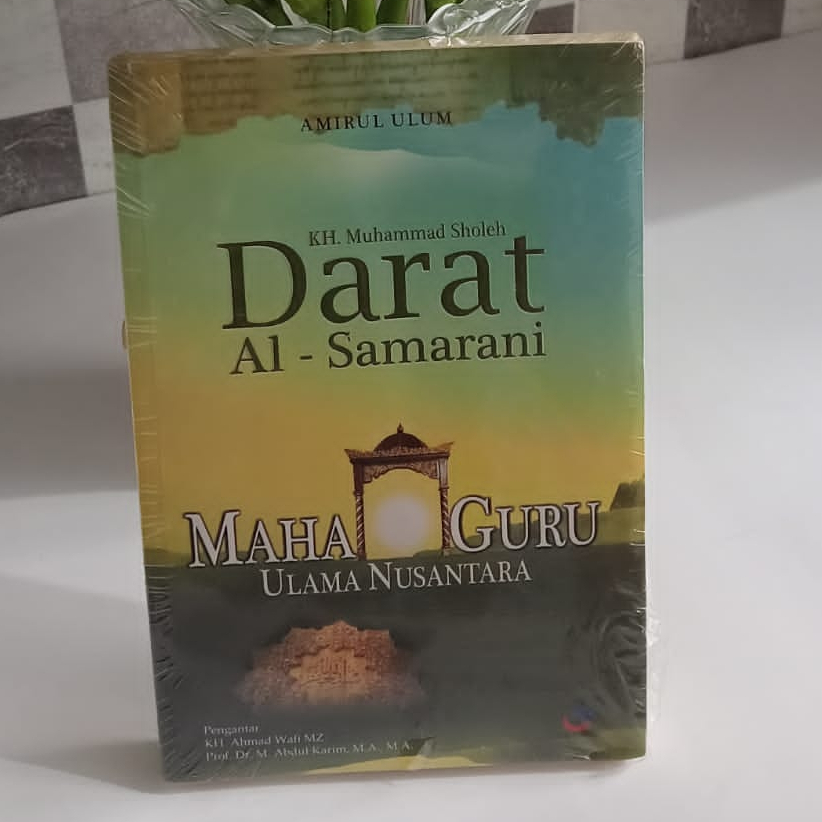 AMIRUL ULUM
KH. Muhammad Sholeh
Darat
Al - Samarani
MAHA GURU
ULAMA NUSANTARA
Pengantar
KH. Ahmad Wafi MZ
Prof. Dr. M. Abdul Karim, M.A., M.A.